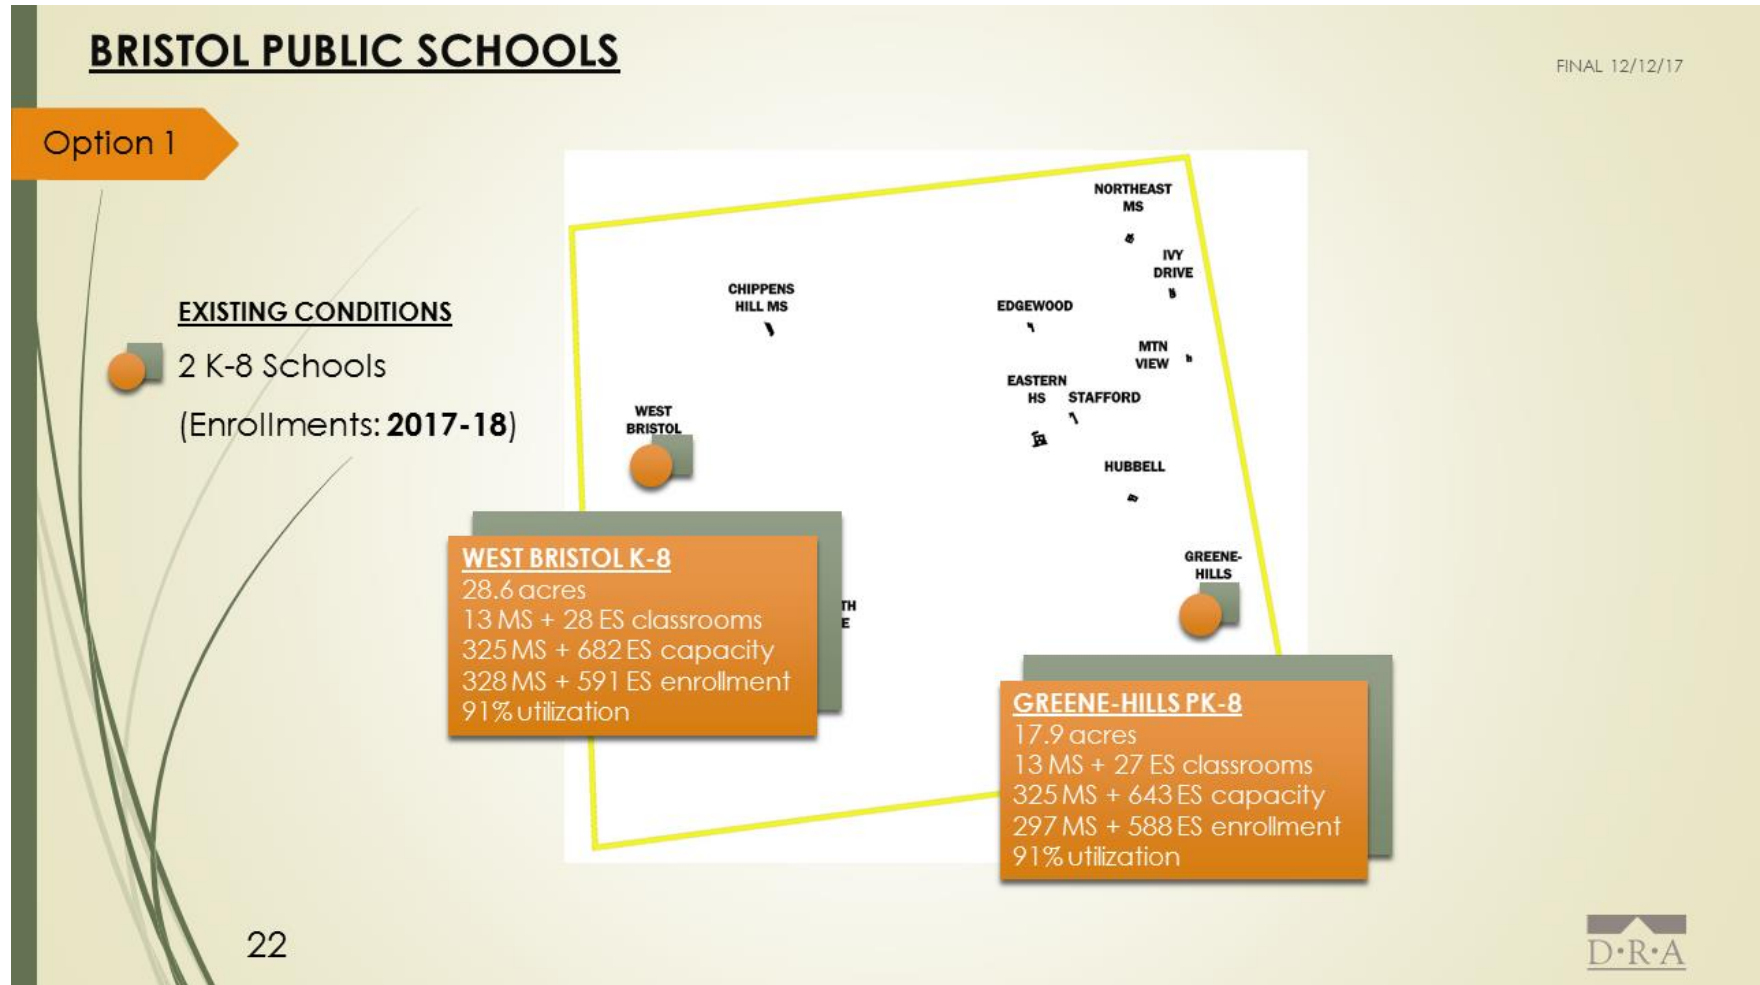 BRISTOL PUBLIC SCHOOLS
FINAL 12/12/17
Option 1
EXISTING CONDITIONS
2 K-8 Schools
(Enrollments: 2017-18)
NORTHEAST
MS
IVY
DRIVE
CHIPPENS
HILL MS
EDGEWOOD
MTN
VIEW
EASTERN
HS
STAFFORD
WEST
BRISTOL
HUBBELL
GREENE-
HILLS
TH
E
WEST BRISTOL K-8
28.6 acres
13 MS + 28 ES classrooms
325 MS + 682 ES capacity
328 MS + 591 ES enrollment
91% utilization
GREENE-HILLS PK-8
17.9 acres
13 MS + 27 ES classrooms
325 MS + 643 ES capacity
297 MS + 588 ES enrollment
91% utilization
22
D•R•A